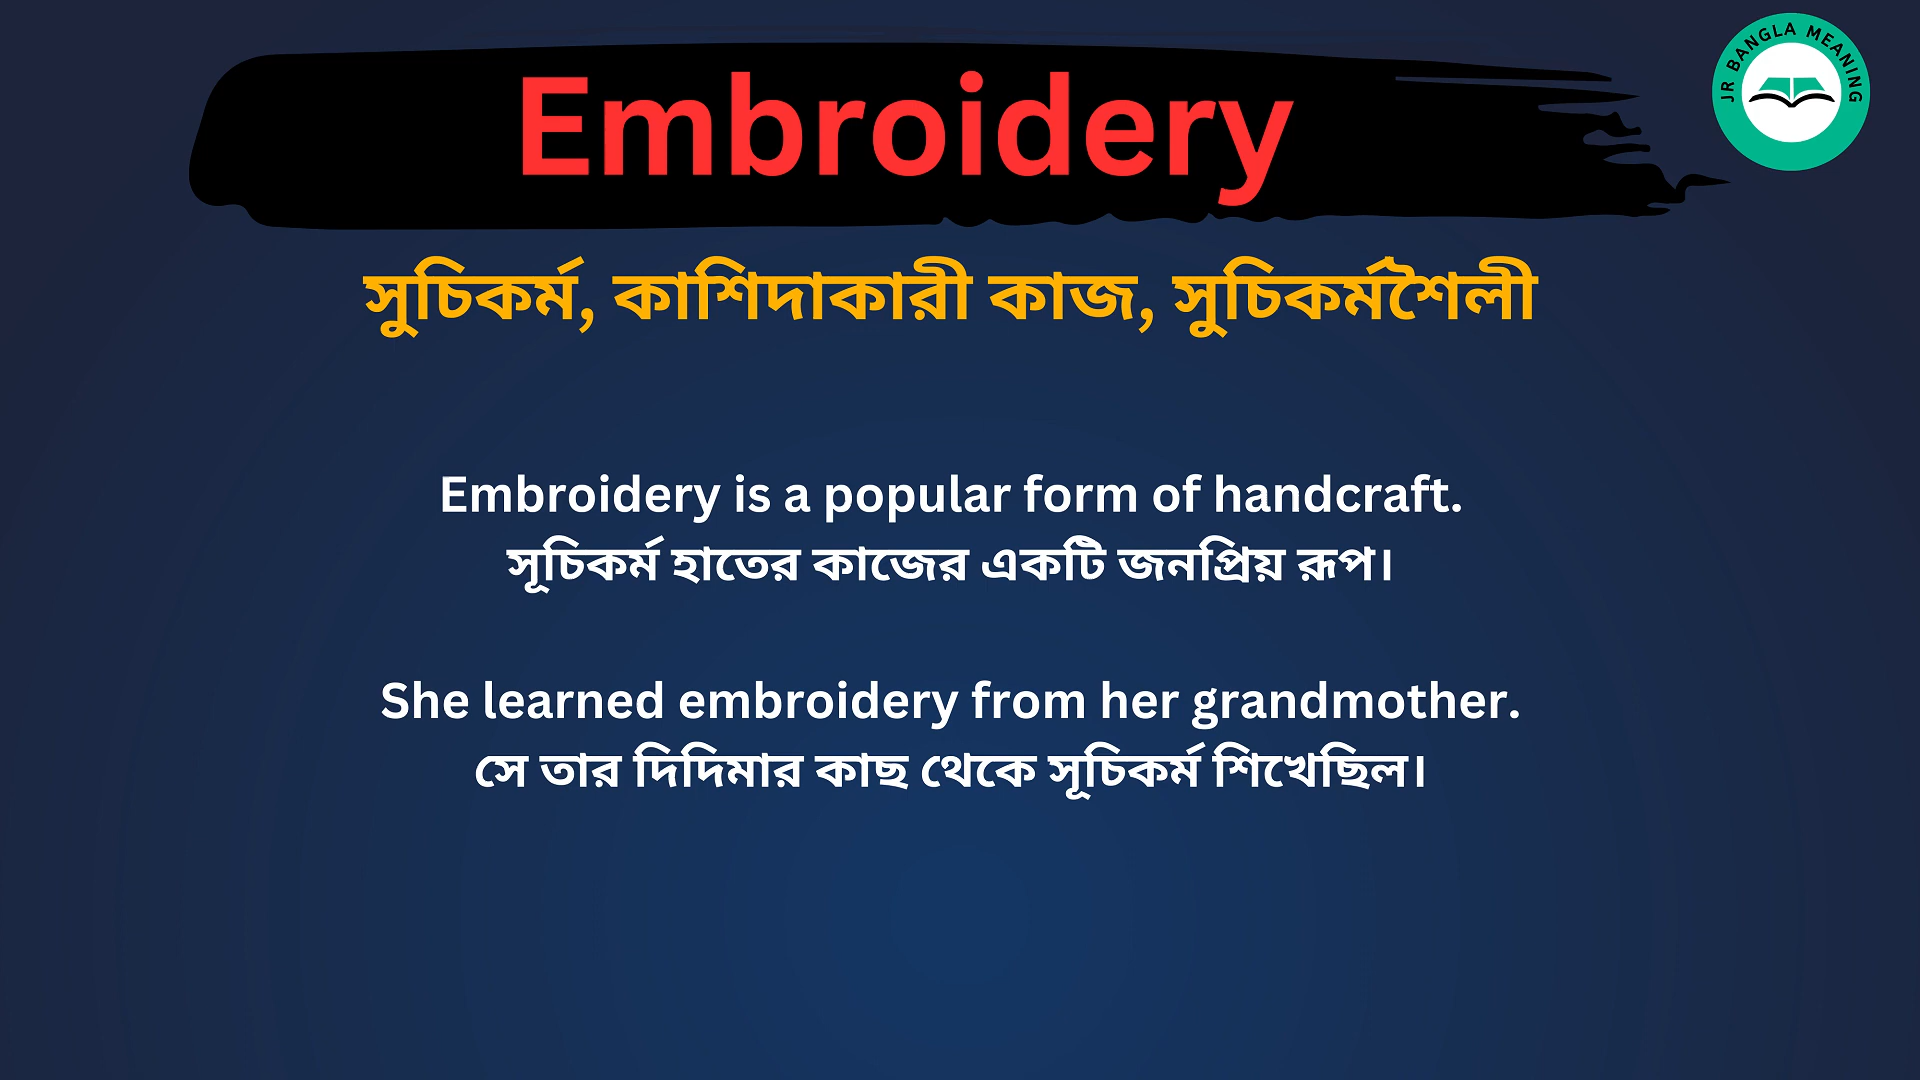 Embroidery
JR BANGLA MEANING
সুচিকর্ম, কাশিদাকারী কাজ, সুচিকর্মশৈলী
Embroidery is a popular form of handcraft.
সূচিকর্ম হাতের কাজের একটি জনপ্রিয় রূপ।
She learned embroidery from her grandmother.
সে তার দিদিমার কাছ থেকে সূচিকর্ম শিখেছিল।